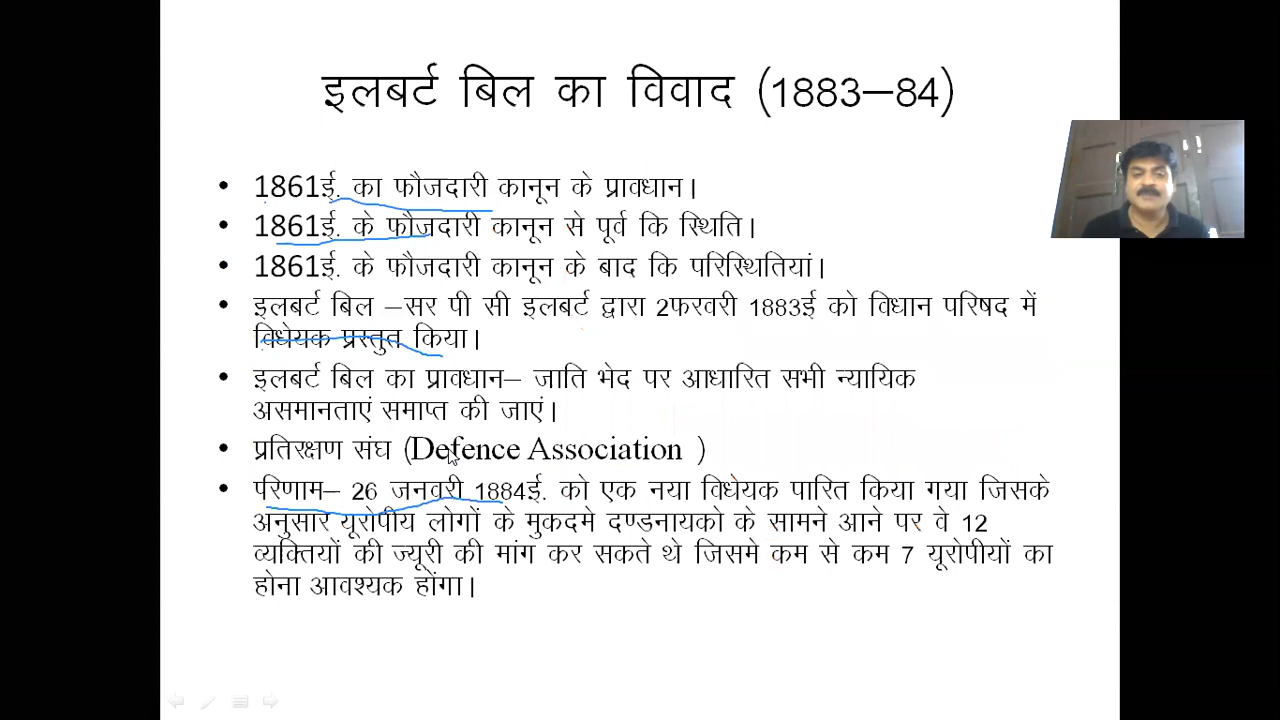 इलबर्ट बिल का विवाद (1883–84)
• 1861ई. का फौजदारी कानून के प्रावधान।
• 1861ई. के फौजदारी कानून से पूर्व कि स्थिति।
• 1861ई. के फौजदारी कानून के बाद कि परिस्थितियां।
• इलबर्ट बिल –सर पी सी इलबर्ट द्वारा 2फरवरी 1883ई को विधान परिषद में
विधेयक प्रस्तुत किया।
• इलबर्ट बिल का प्रावधान– जाति भेद पर आधारित सभी न्यायिक
असमानताएं समाप्त की जाएं।
• प्रतिरक्षण संघ (Defence Association )
• परिणाम– 26 जनवरी 1884ई. को एक नया विधेयक पारित किया गया जिसके
अनुसार यूरोपीय लोगों के मुकदमे दण्डनायको के सामने आने पर वे 12
व्यक्तियों की ज्यूरी की मांग कर सकते थे जिसमे कम से कम 7 यूरोपीयों का
होना आवश्यक होंगा।